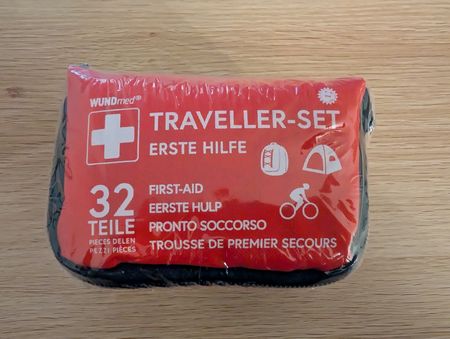 WUNDmed®
TRAVELLER-SET
ERSTE HILFE
32
TEILE
PIECES DELEN
PEZZI PIÈCES
FIRST-AID
EERSTE HULP
PRONTO SOCCORSO
TROUSSE DE PREMIER SECOURS